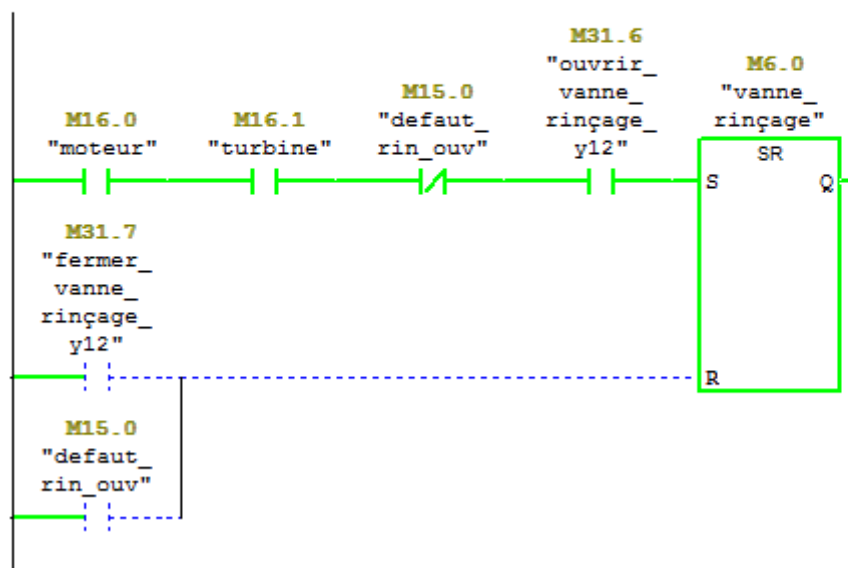 M16.0
"moteur"
M16.1
"turbine"
M15.0
"defaut_
rin_ouv"
M31.6
"ouvrir_
vanne_
rinçage_
y12"
M6.0
"vanne_
rinçage"
SR
S
Q
M31.7
"fermer_
vanne_
rinçage_
y12"
R
M15.0
"defaut_
rin_ouv"